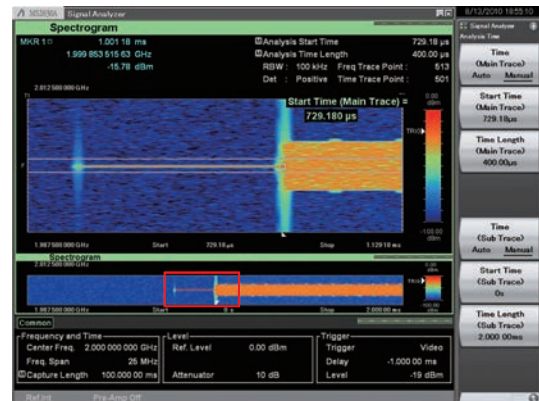 MSDEMA Signal Analyzer
8/13/2010 18:55:10
Spectrogram
MKR 1
1.001 18 ms
1.999 853 515 63 GHz
-15.78 dBm
Analysis Start Time 729.18 µs
Analysis Time Length 400.00 µs
RBW : 100 kHz Freq Trace Point : 513
Det : Positive Time Trace Point : 501
2.012 500 000 GHz
Start Time (Main Trace) =
729.180 µs
0.00
dBm
TRIG
-100.00
dBm
1.987 500 000 GHz Start 729.18 µs Stop 1.129 18 ms
Spectrogram
2.012 500 000 GHz
0.00
dBm
TRIG
-100.00
dBm
1.987 500 000 GHz Start 0 s Stop 2.000 00 ms
Common
Frequency and Time
Center Freq. 2.000 000 000 GHz
Freq. Span 25 MHz
Capture Length 100.000 00 ms
Level
Ref. Level 0.00 dBm
Attenuator 10 dB
Trigger
Trigger Video
Delay -1.000 00 ms
Level -19 dBm
Ref.Int Pre-Amp Off
Signal Analyzer
Analysis Time
Time
(Main Trace)
Auto Manual
Start Time
(Main Trace)
729.18µs
Time Length
(Main Trace)
400.00µs
Time
(Sub Trace)
Auto Manual
Start Time
(Sub Trace)
0s
Time Length
(Sub Trace)
2.000 00ms